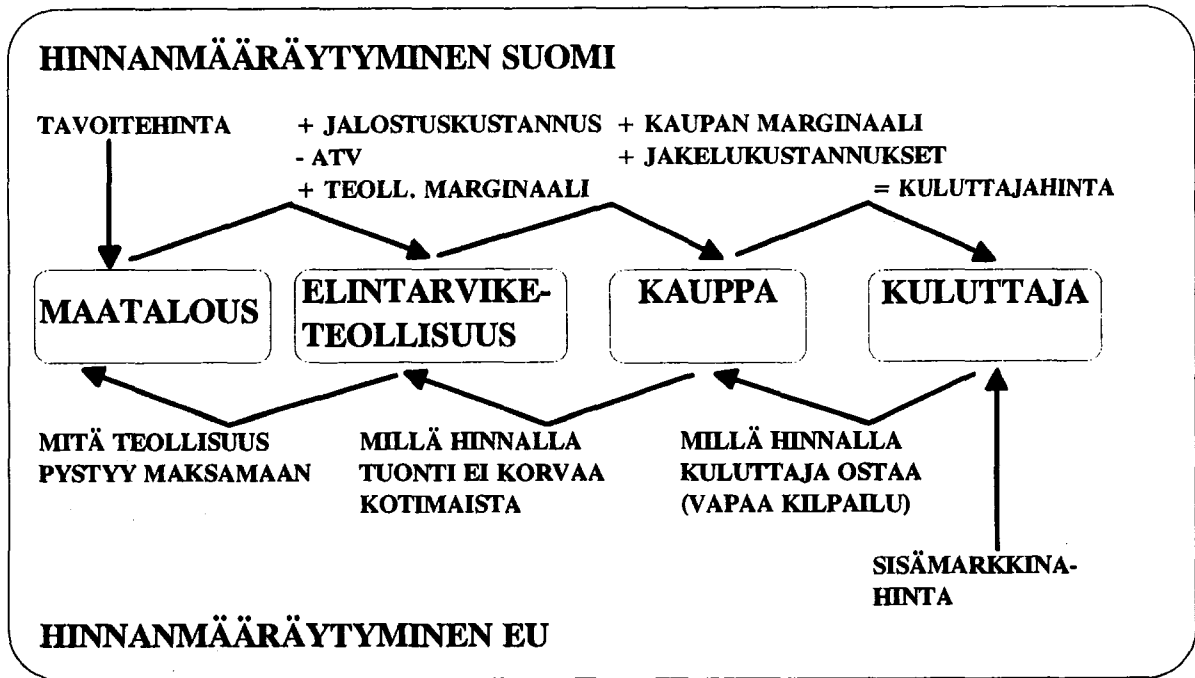 HINNANMÄÄRÄYTYMINEN SUOMI
TAVOITEHINTA
+ JALOSTUSKUSTANNUS
- ATV
+ TEOLL. MARGINAALI
+ KAUPAN MARGINAALI
+ JAKELUKUSTANNUKSET
= KULUTTAJAHINTA
MAATALOUS
ELINTARVIKE-
TEOLLISUUS
KAUPPA
KULUTTAJA
MITÄ TEOLLISUUS
PYSTYY MAKSAMAAN
MILLÄ HINNALLA
TUONTI EI KORVAA
KOTIMAISTA
MILLÄ HINNALLA
KULUTTAJA OSTAA
(VAPAA KILPAILU)
SISÄMARKKINA-
HINTA
HINNANMÄÄRÄYTYMINEN EU